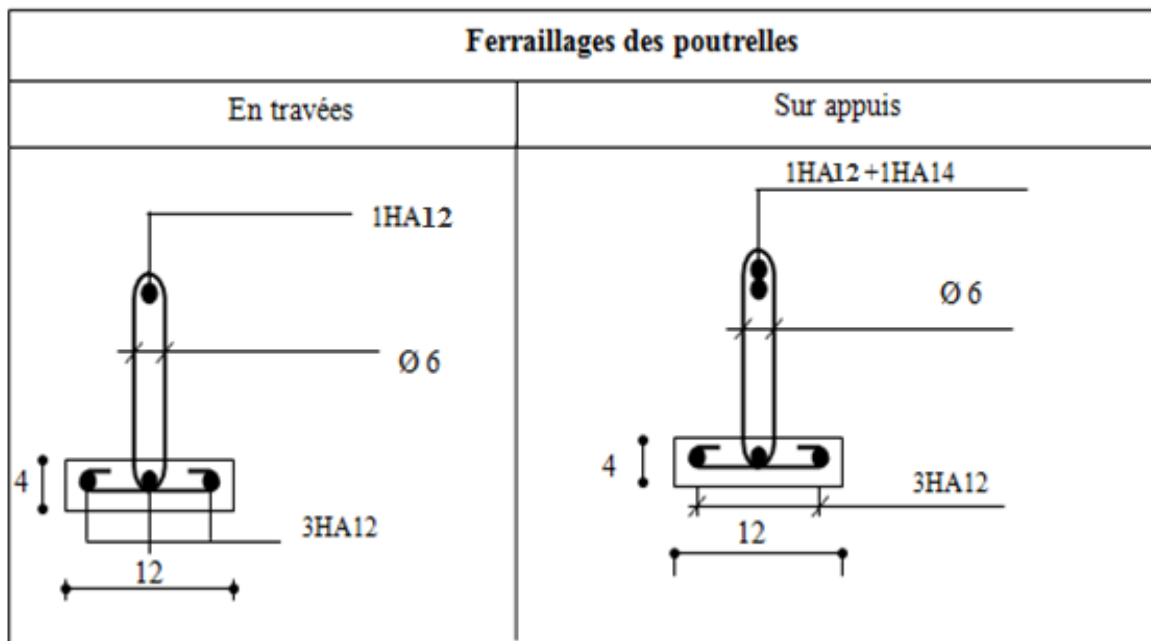 Ferraillages des poutrelles
En travées
Sur appuis
1HA12
Ø 6
4
3HA12
12
1HA12+1HA14
Ø 6
4
3HA12
12